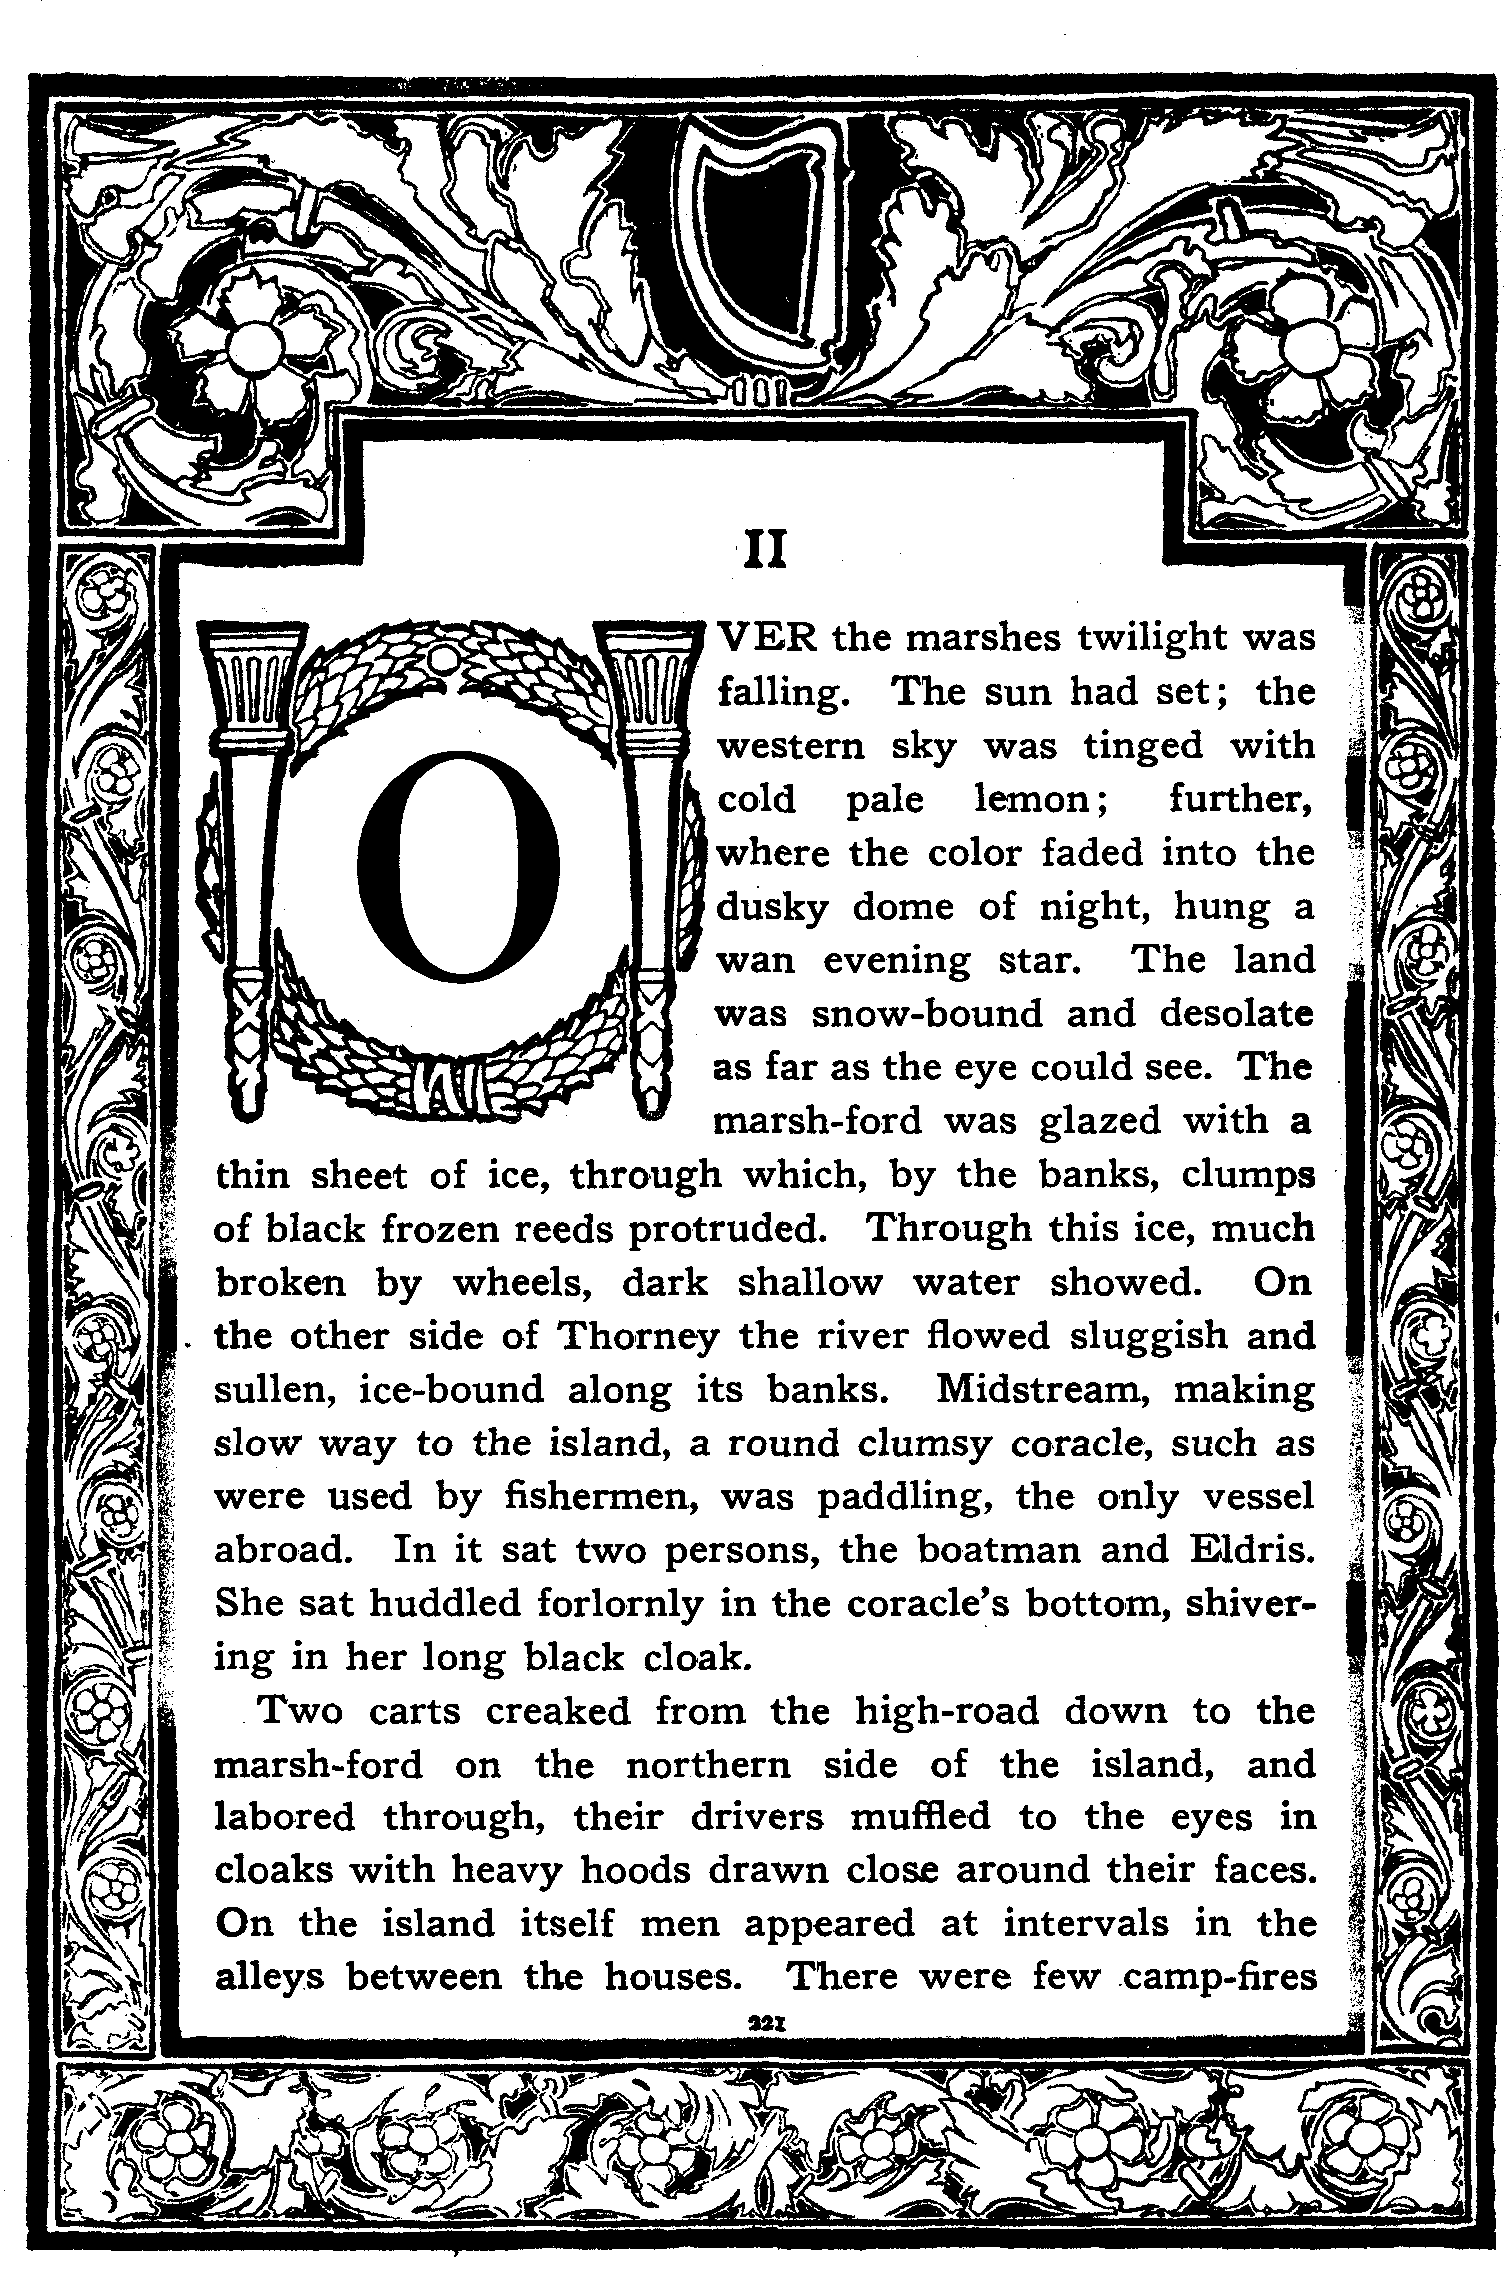 II
OVER the marshes twilight was
falling. The sun had set; the
western sky was tinged with
cold pale lemon; further,
where the color faded into the
dusky dome of night, hung a
wan evening star. The land
was snow-bound and desolate
as far as the eye could see. The
marsh-ford was glazed with a
thin sheet of ice, through which, by the banks, clumps
of black frozen reeds protruded. Through this ice, much
broken by wheels, dark shallow water showed. On
the other side of Thorney the river flowed sluggish and
sullen, ice-bound along its banks. Midstream, making
slow way to the island, a round clumsy coracle, such as
were used by fishermen, was paddling, the only vessel
abroad. In it sat two persons, the boatman and Eldris.
She sat huddled forlornly in the coracle's bottom, shiver-
ing in her long black cloak.
Two carts creaked from the high-road down to the
marsh-ford on the northern side of the island, and
labored through, their drivers muffled to the eyes in
cloaks with heavy hoods drawn close around their faces.
On the island itself men appeared at intervals in the
alleys between the houses. There were few camp-fires
221